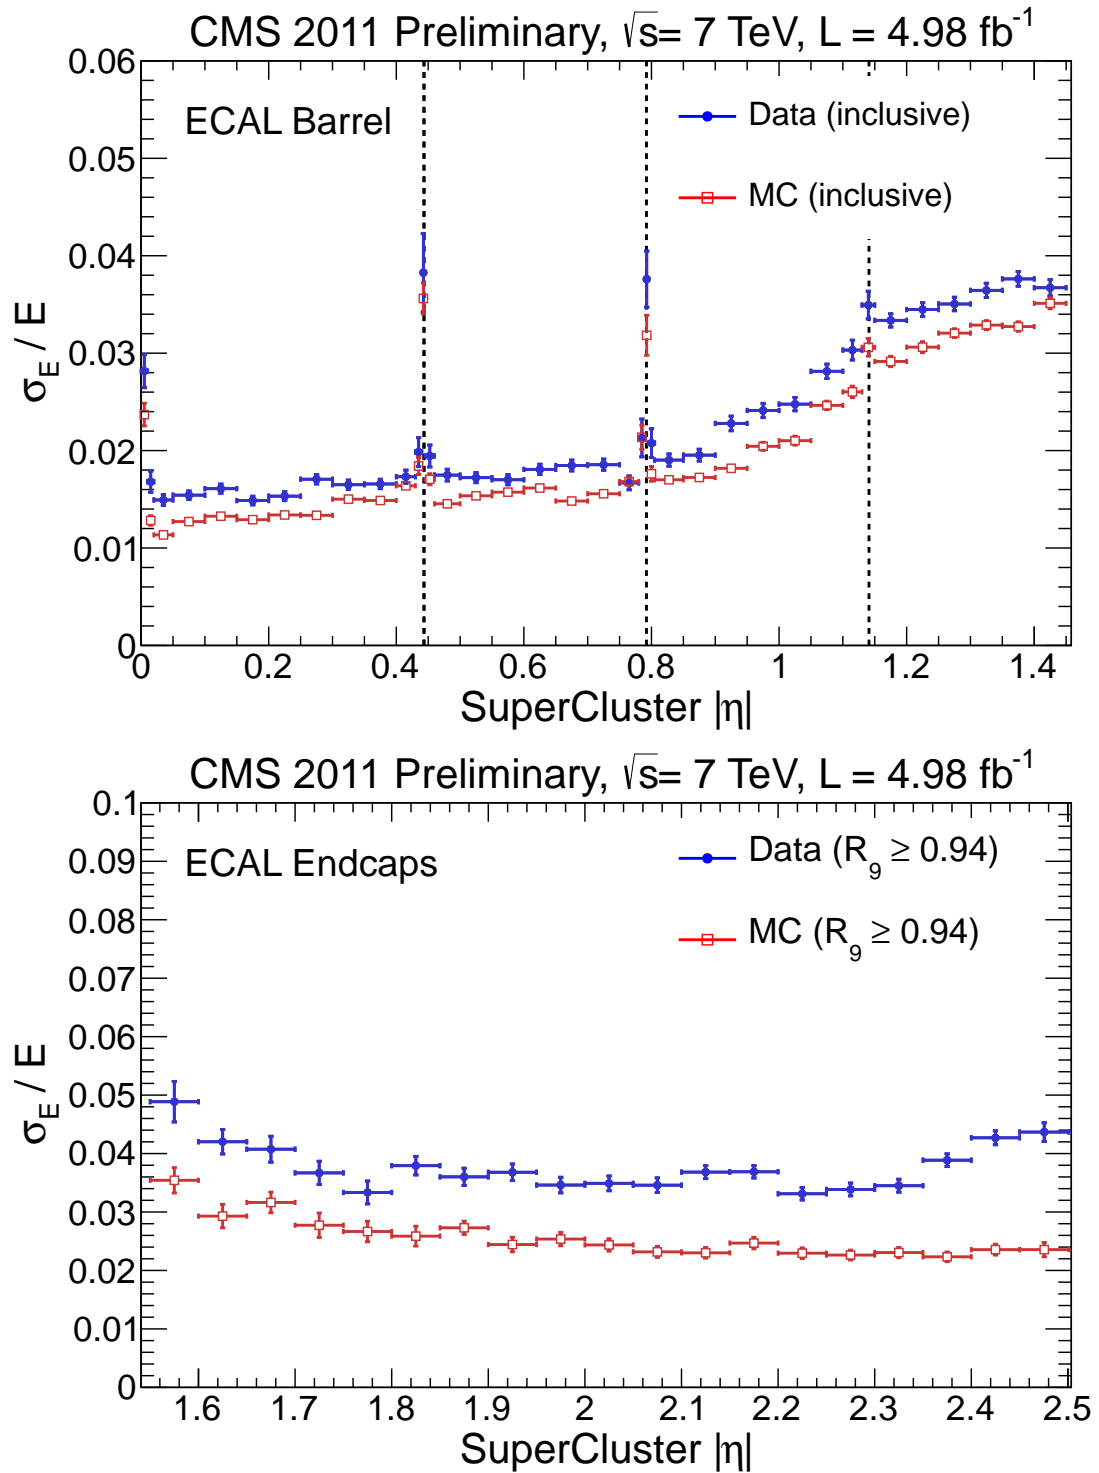 CMS 2011 Preliminary, √s= 7 TeV, L = 4.98 fb⁻¹
0.06
0.05
0.04
0.03
0.02
0.01
0
σ_E / E
ECAL Barrel
Data (inclusive)
MC (inclusive)
0 0.2 0.4 0.6 0.8 1 1.2 1.4
SuperCluster |η|
CMS 2011 Preliminary, √s= 7 TeV, L = 4.98 fb⁻¹
0.1
0.09
0.08
0.07
0.06
0.05
0.04
0.03
0.02
0.01
0
σ_E / E
ECAL Endcaps
Data (R_9 ≥ 0.94)
MC (R_9 ≥ 0.94)
1.6 1.7 1.8 1.9 2 2.1 2.2 2.3 2.4 2.5
SuperCluster |η|